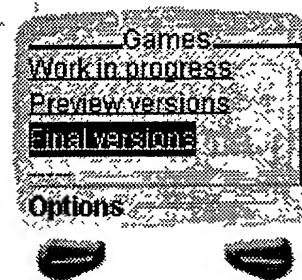 Games
Work in progress
Preview versions
Final versions
Options